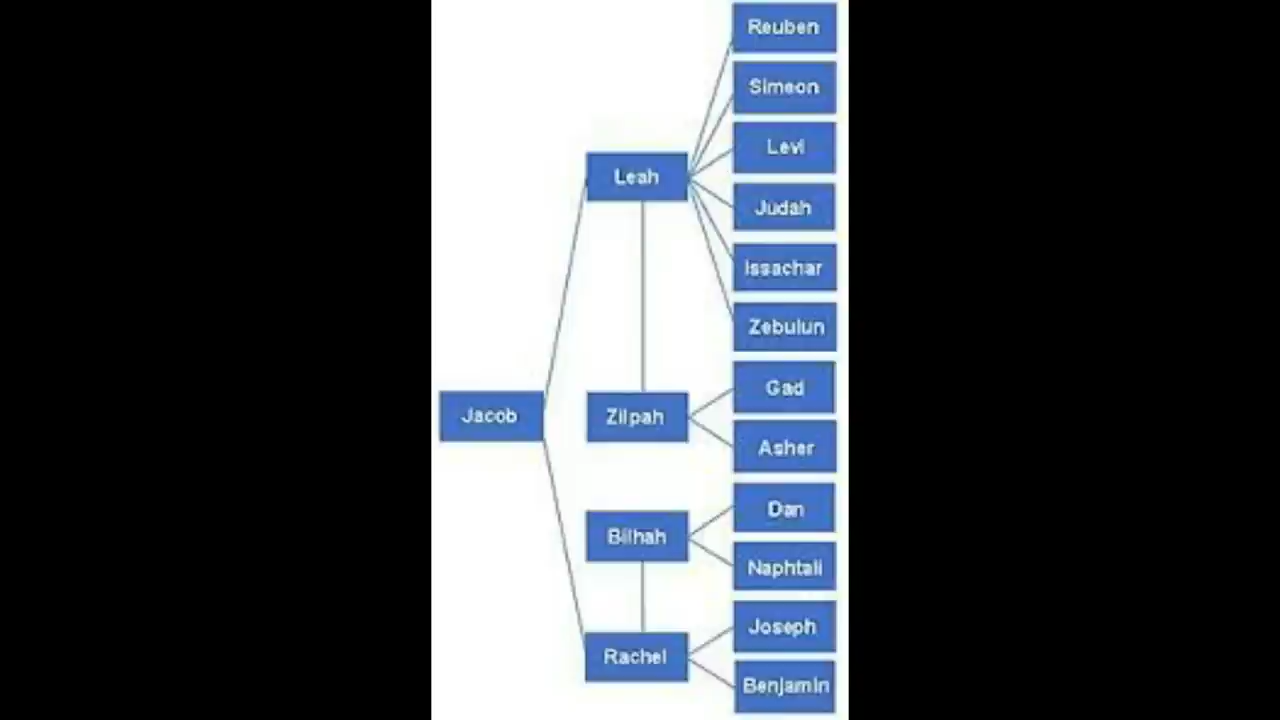 Reuben
Simeon
Levi
Leah
Judah
Issachar
Zebulun
Gad
Jacob
Zilpah
Asher
Dan
Bilhah
Naphtali
Joseph
Rachel
Benjamin